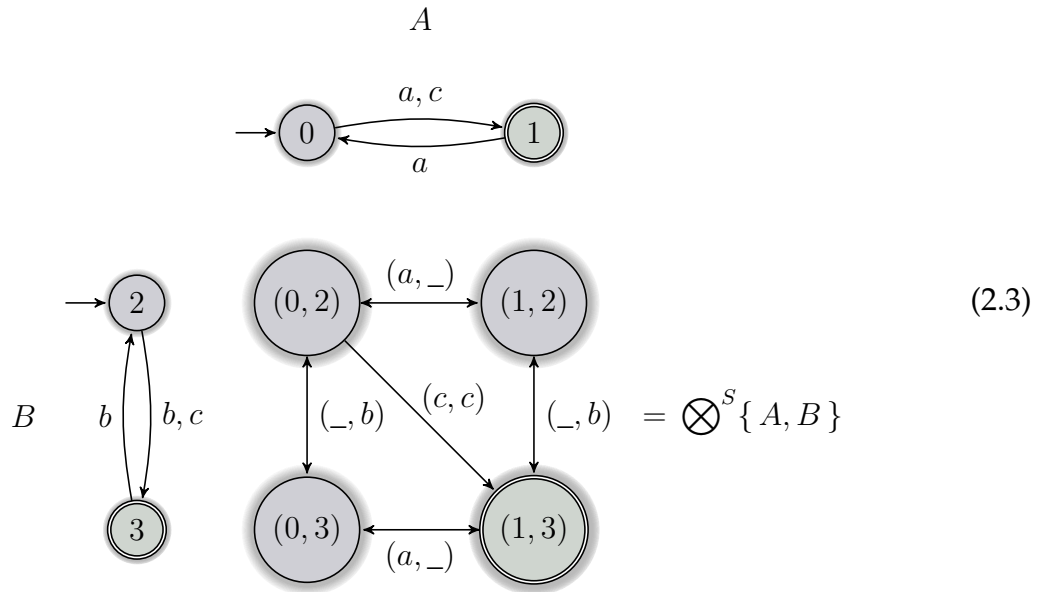 A
a, c
0 1
a
(a, _)
2 (0, 2) (1, 2) (2.3)
B b b, c (_, b) (c, c) (_, b) = ⨂^S{ A, B }
3 (0, 3) (1, 3)
(a, _)